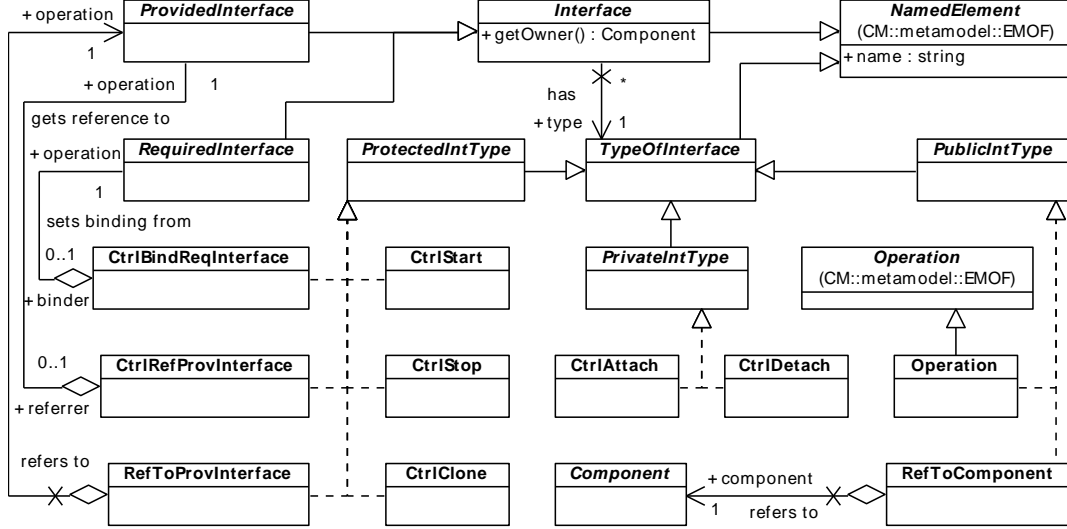 ProvidedInterface
Interface
+ getOwner() : Component
NamedElement
(CM::metamodel::EMOF)
+ name : string
+ operation
1
+ operation
1
gets reference to
*
has
+ type
1
+ operation
1
RequiredInterface
ProtectedIntType
TypeOfInterface
PublicIntType
sets binding from
0..1
+ binder
CtrlBindReqInterface
CtrlStart
PrivateIntType
Operation
(CM::metamodel::EMOF)
0..1
+ referrer
CtrlRefProvInterface
CtrlStop
CtrlAttach
CtrlDetach
Operation
refers to
RefToProvInterface
CtrlClone
Component
+ component
1
refers to
RefToComponent